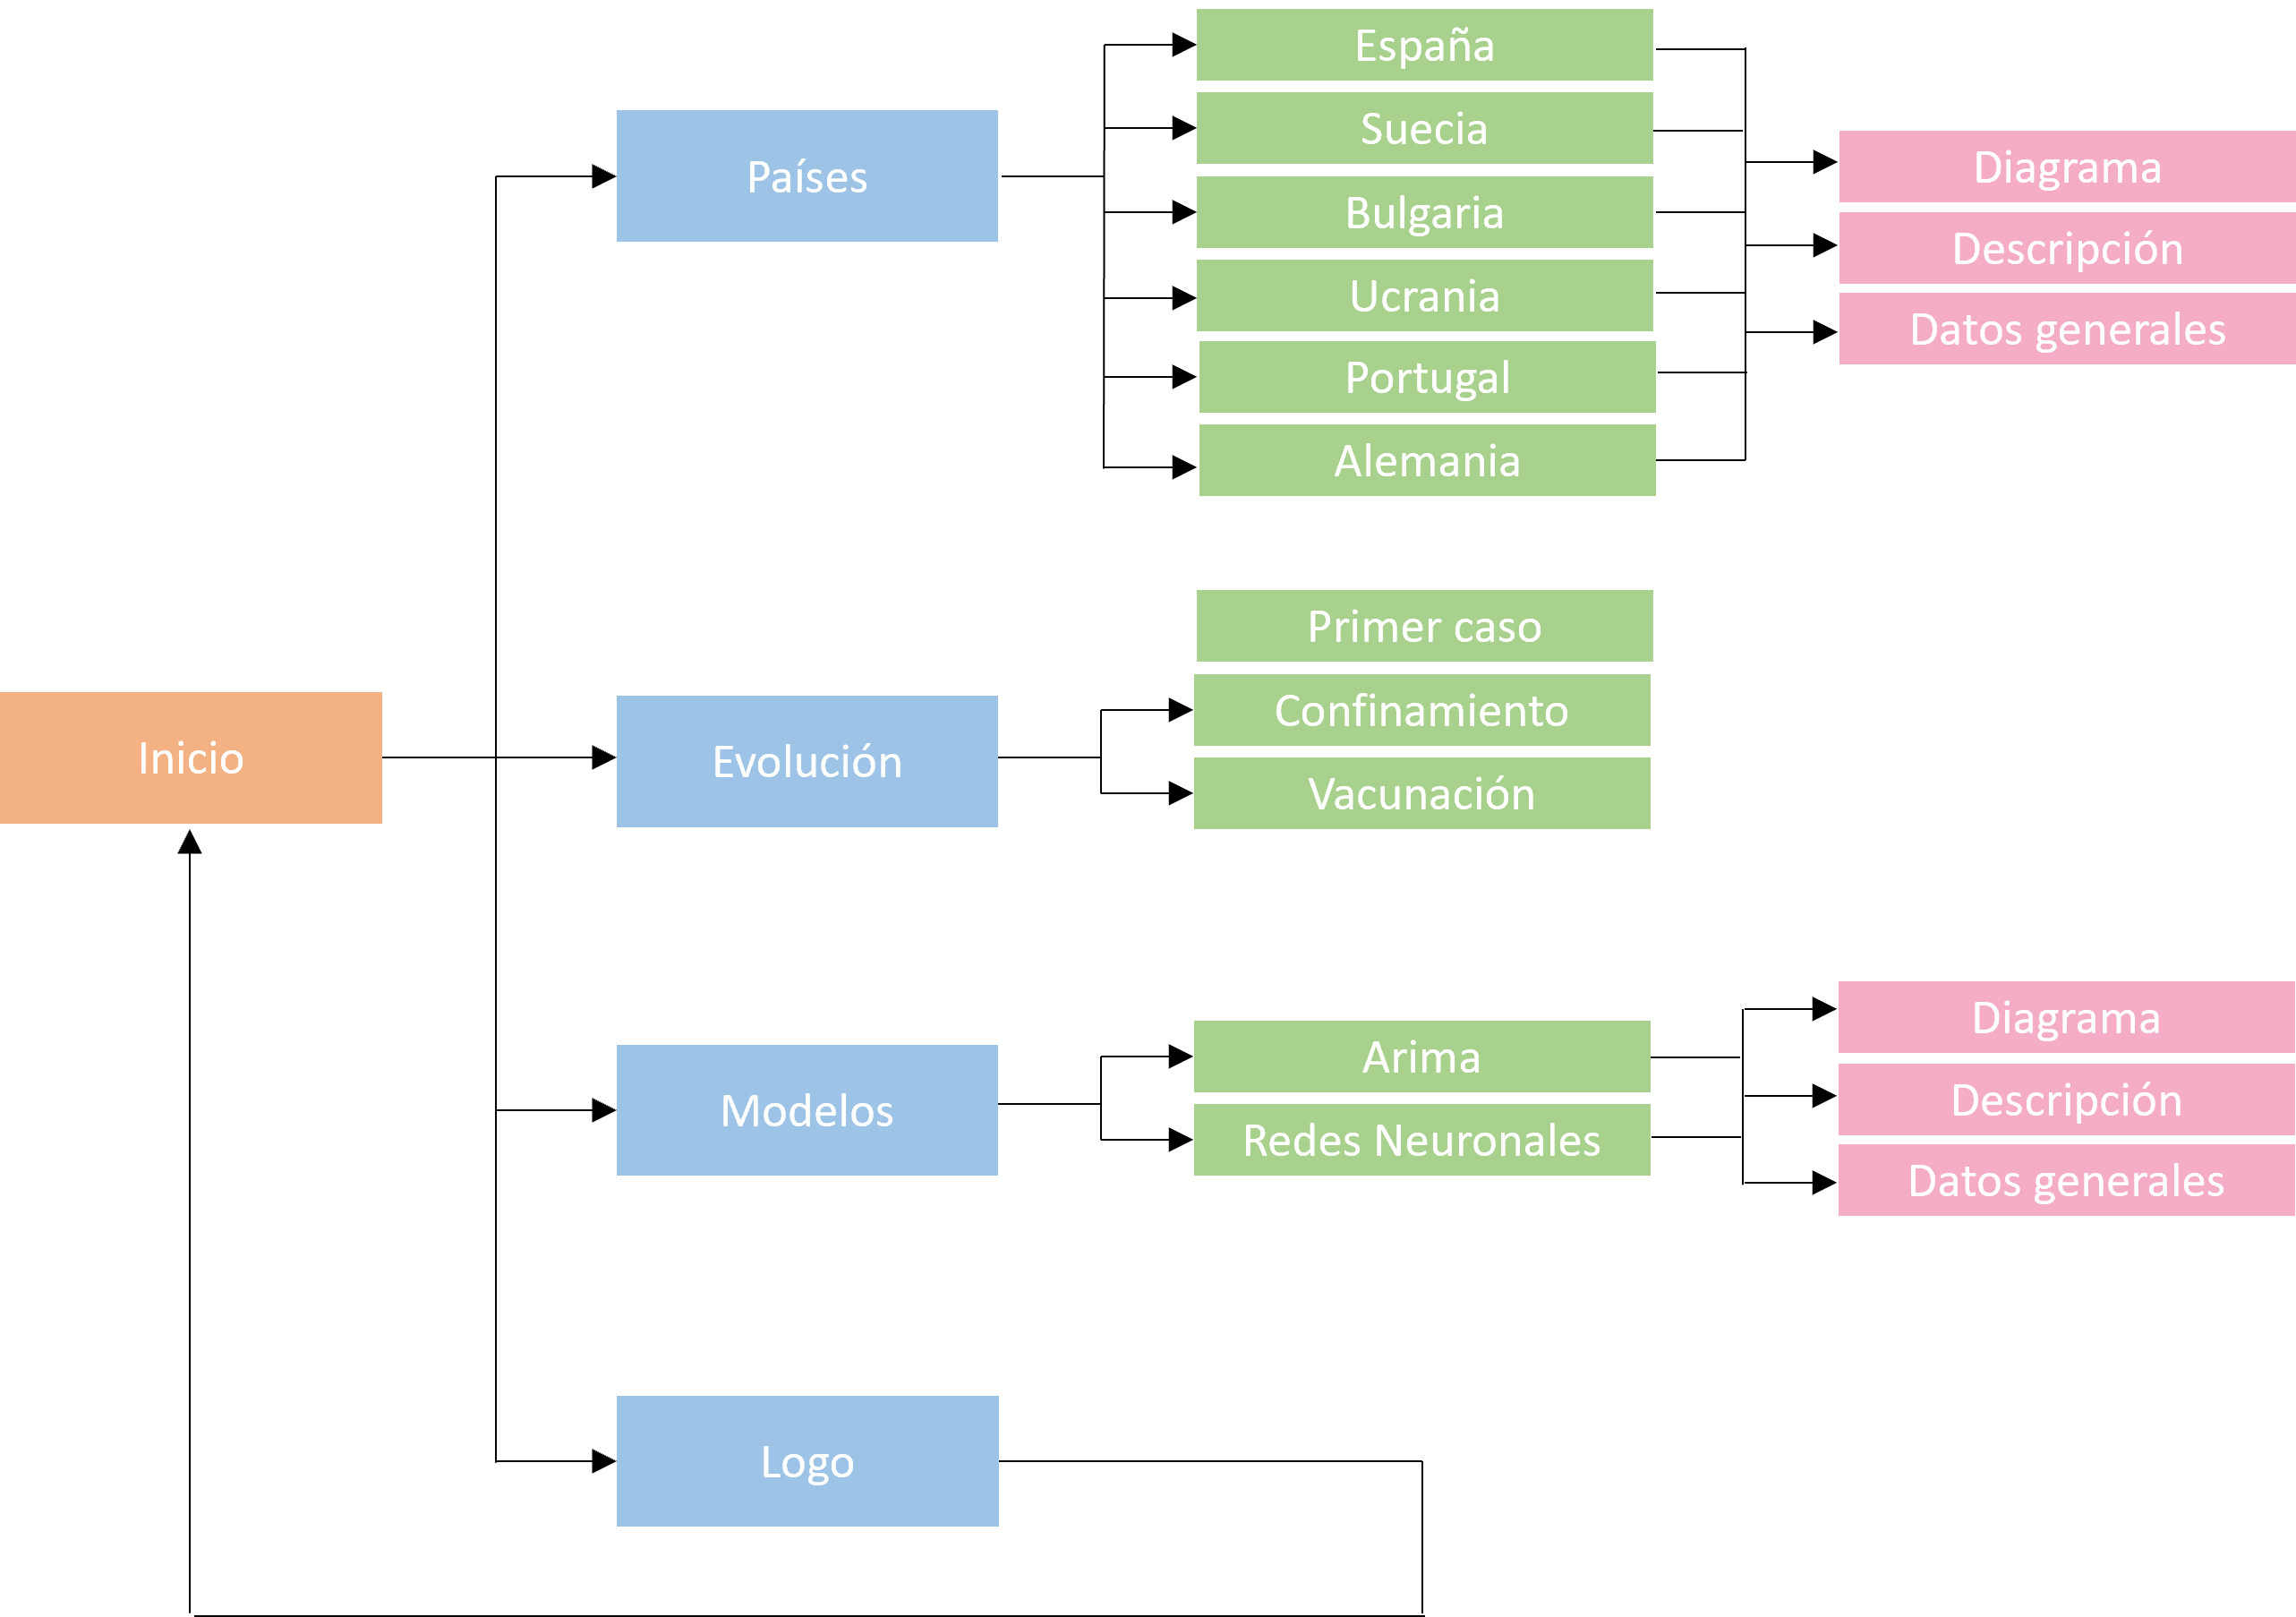 Inicio
Países
España
Suecia
Bulgaria
Ucrania
Portugal
Alemania
Diagrama
Descripción
Datos generales
Evolución
Primer caso
Confinamiento
Vacunación
Modelos
Arima
Redes Neuronales
Diagrama
Descripción
Datos generales
Logo